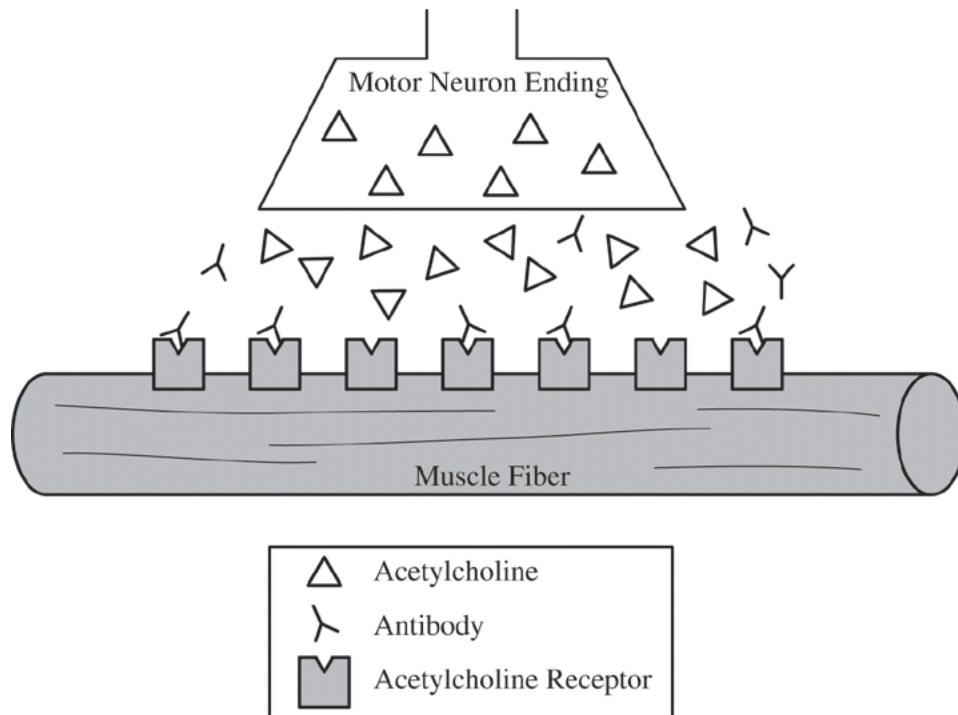 Motor Neuron Ending
Muscle Fiber
Acetylcholine
Antibody
Acetylcholine Receptor